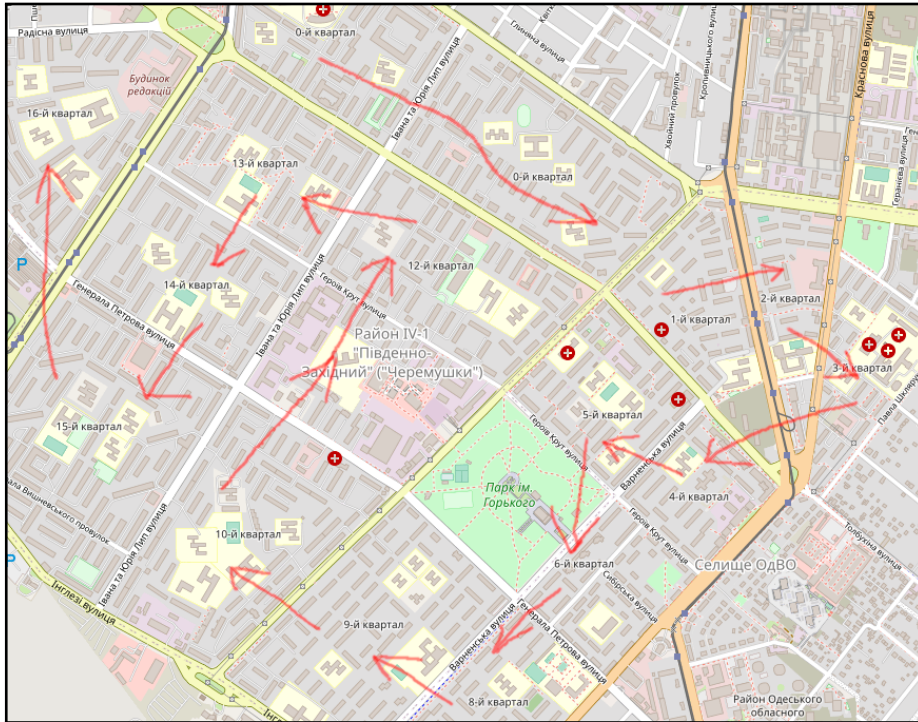 Радісна вулиця
0-й квартал
Глиняна вулиця
Хвойний провулок
Кропивницького вулиця
Краснова вулиця
Геранієва вулиця
Будинок
редакцій
Івана та Юрія Лип вулиця
16-й квартал
13-й квартал
0-й квартал
P
12-й квартал
14-й квартал
Генерала Петрова вулиця
Івана та Юрія Лип вулиця
Героїв Крут вулиця
2-й квартал
1-й квартал
Район IV-1
"Південно-
Західний" ("Черемушки")
3-й квартал
5-й квартал
15-й квартал
Героїв Крут вулиця
Варненська вулиця
Парк ім.
Горького
4-й квартал
Героїв Крут вулиця
Толбухіна вулиця
10-й квартал
Івана та Юрія Лип вулиця
6-й квартал
Селище ОдВО
Сибірська вулиця
Інглезі вулиця
9-й квартал
Варненська вулиця
Генерала Петрова вулиця
8-й квартал
Район Одеського
обласного